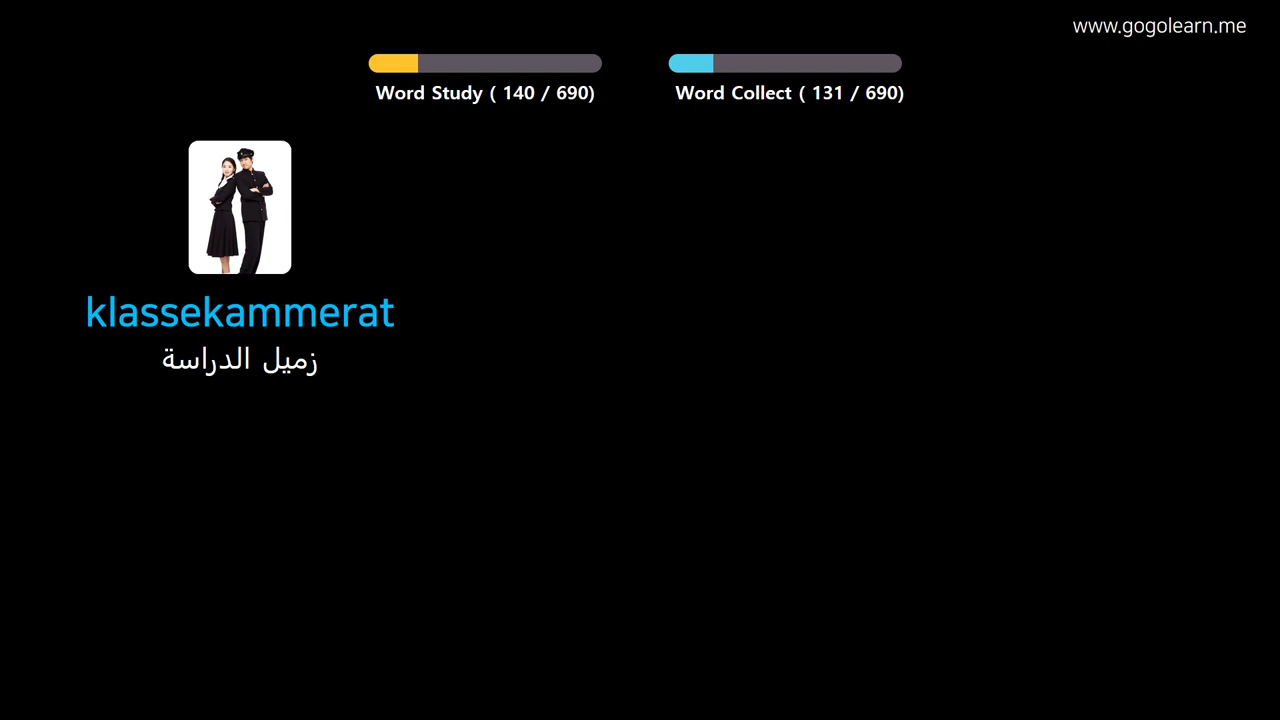 www.gogolearn.me
Word Study ( 140 / 690)
Word Collect ( 131 / 690)
klassekammerat
زميل الدراسة